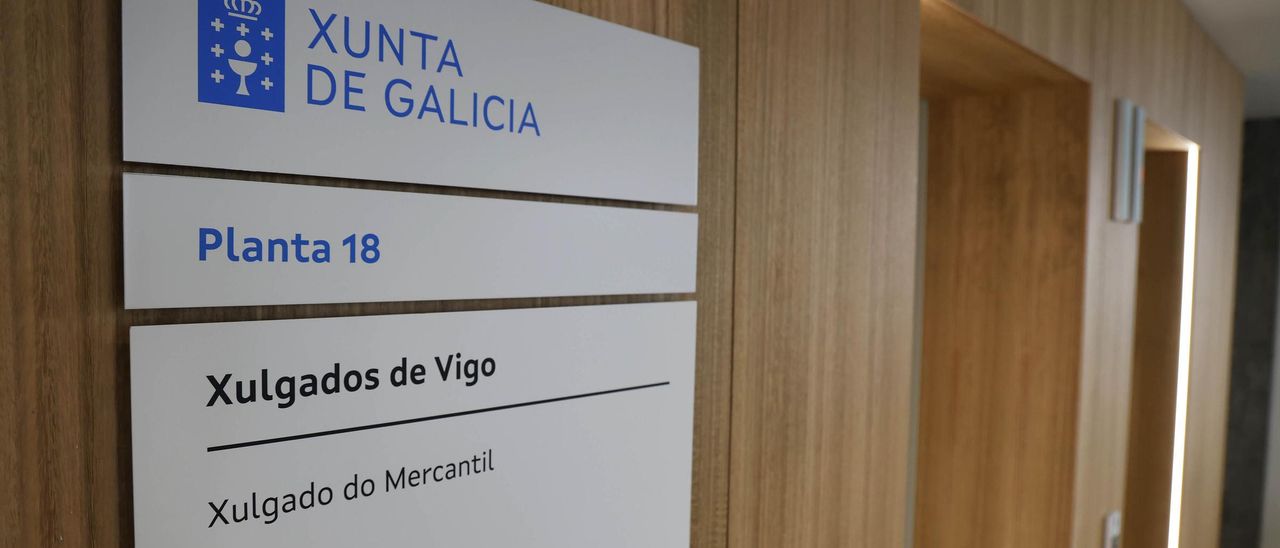 XUNTA
DE GALICIA
Planta 18
Xulgados de Vigo
Xulgado do Mercantil